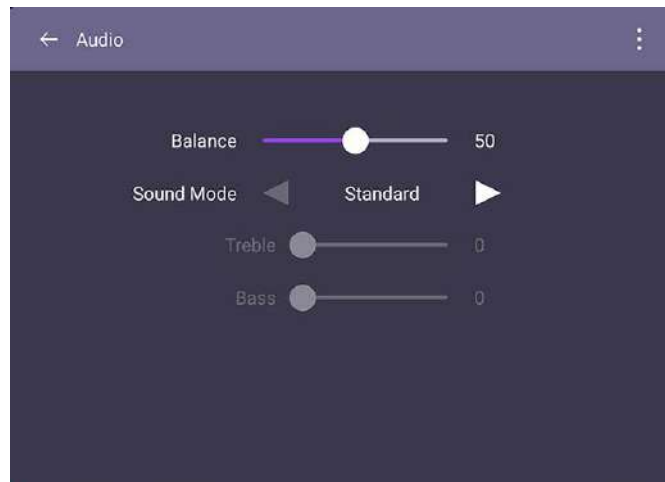 Audio
Balance 50
Sound Mode Standard
Treble 0
Bass 0